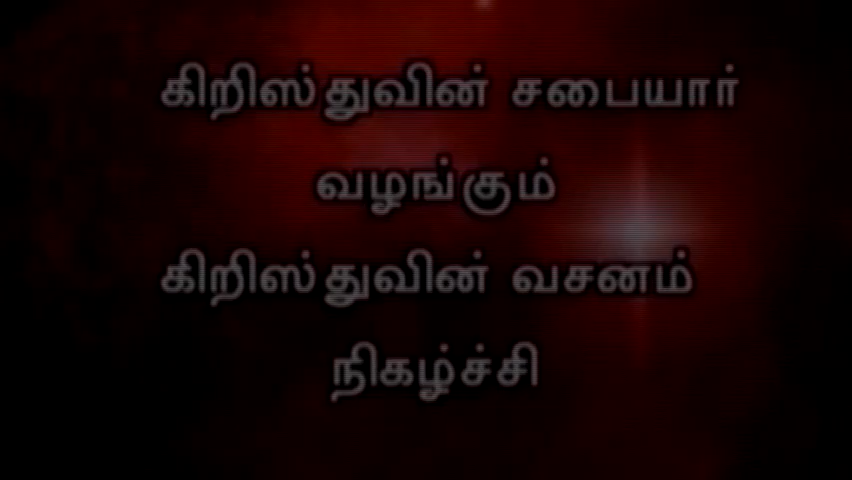 கிறிஸ்துவின் சபையார்
வழங்கும்
கிறிஸ்துவின் வசனம்
நிகழ்ச்சி